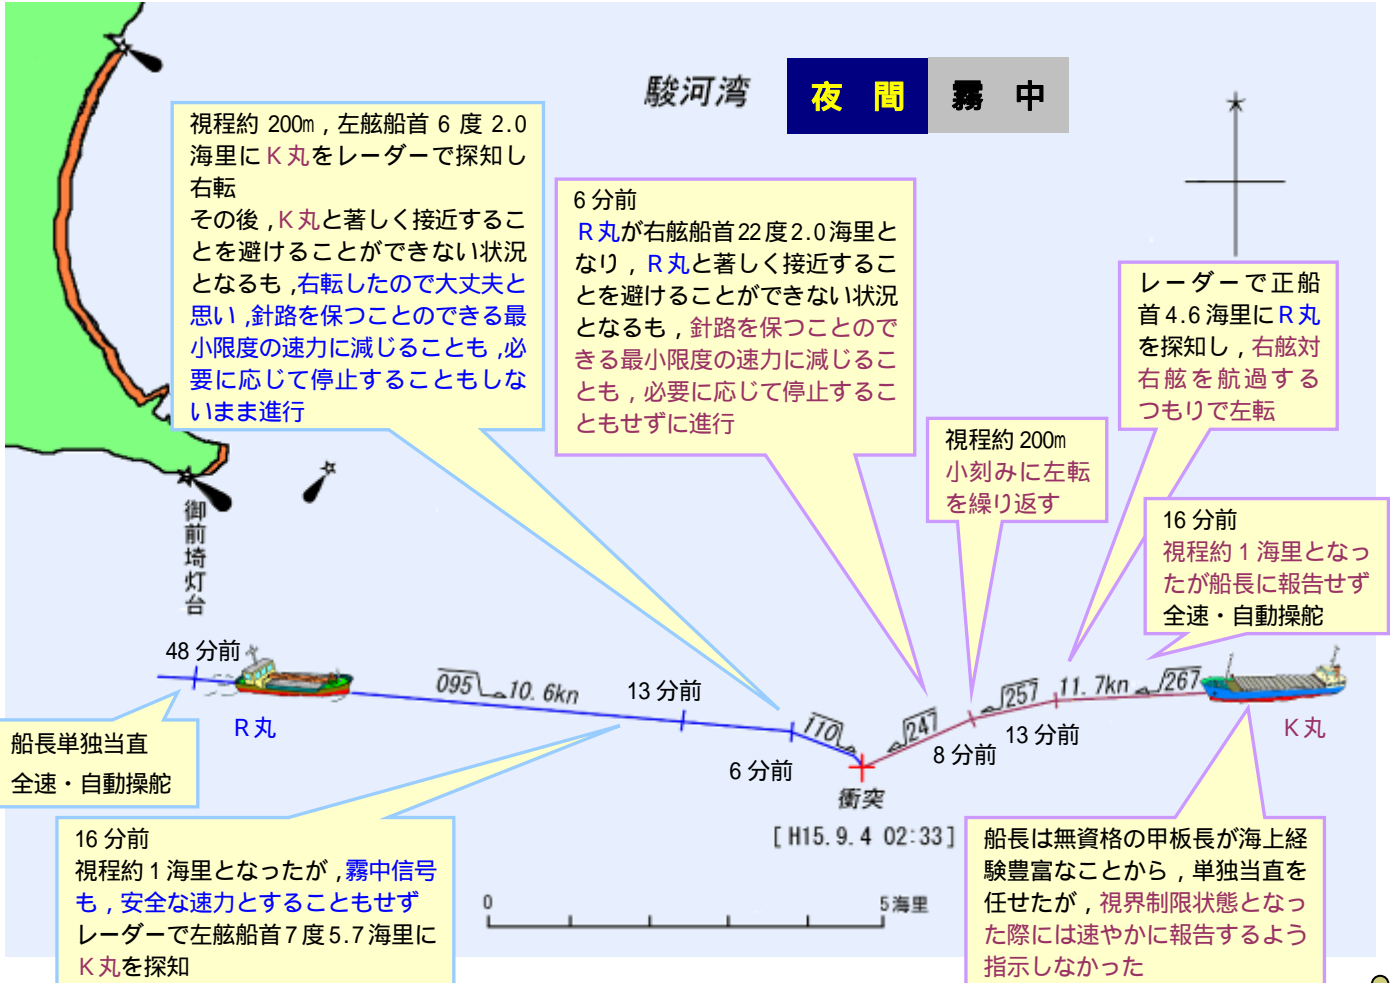 駿河湾
夜 間
霧 中
視程約 200m，左舷船首 6 度 2.0
海里にK丸をレーダーで探知し
右転
その後，K丸と著しく接近するこ
とを避けることができない状況
となるも，右転したので大丈夫と
思い，針路を保つことのできる最
小限度の速力に減じることも，必
要に応じて停止することもしな
いまま進行
6 分前
R丸が右舷船首22度2.0海里と
なり，R丸と著しく接近するこ
とを避けることができない状況
となるも，針路を保つことので
きる最小限度の速力に減じるこ
とも，必要に応じて停止するこ
ともせずに進行
レーダーで正船
首4.6海里にR丸
を探知し，右舷対
右舷を航過する
つもりで左転
視程約 200m
小刻みに左転
を繰り返す
16 分前
視程約1海里となっ
たが船長に報告せず
全速・自動操舵
御前埼灯台
48 分前
095
10.6kn
13 分前
6 分前
110
247
8 分前
257
13 分前
11.7kn
267
R丸
K丸
船長単独当直
全速・自動操舵
衝突
[H15.9.4 02:33]
16 分前
視程約1海里となったが，霧中信号
も，安全な速力とすることもせず
レーダーで左舷船首7度5.7海里に
K丸を探知
0
5海里
船長は無資格の甲板長が海上経
験豊富なことから，単独当直を
任せたが，視界制限状態となっ
た際には速やかに報告するよう
指示しなかった